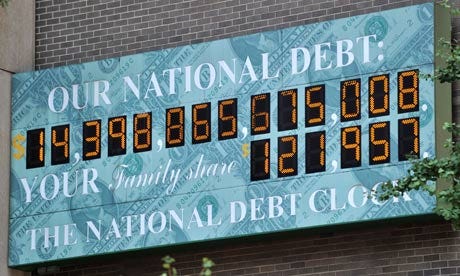 OUR NATIONAL DEBT:
$14,398,865,615,008.
YOUR Family share $121,957.
THE NATIONAL DEBT CLOCK